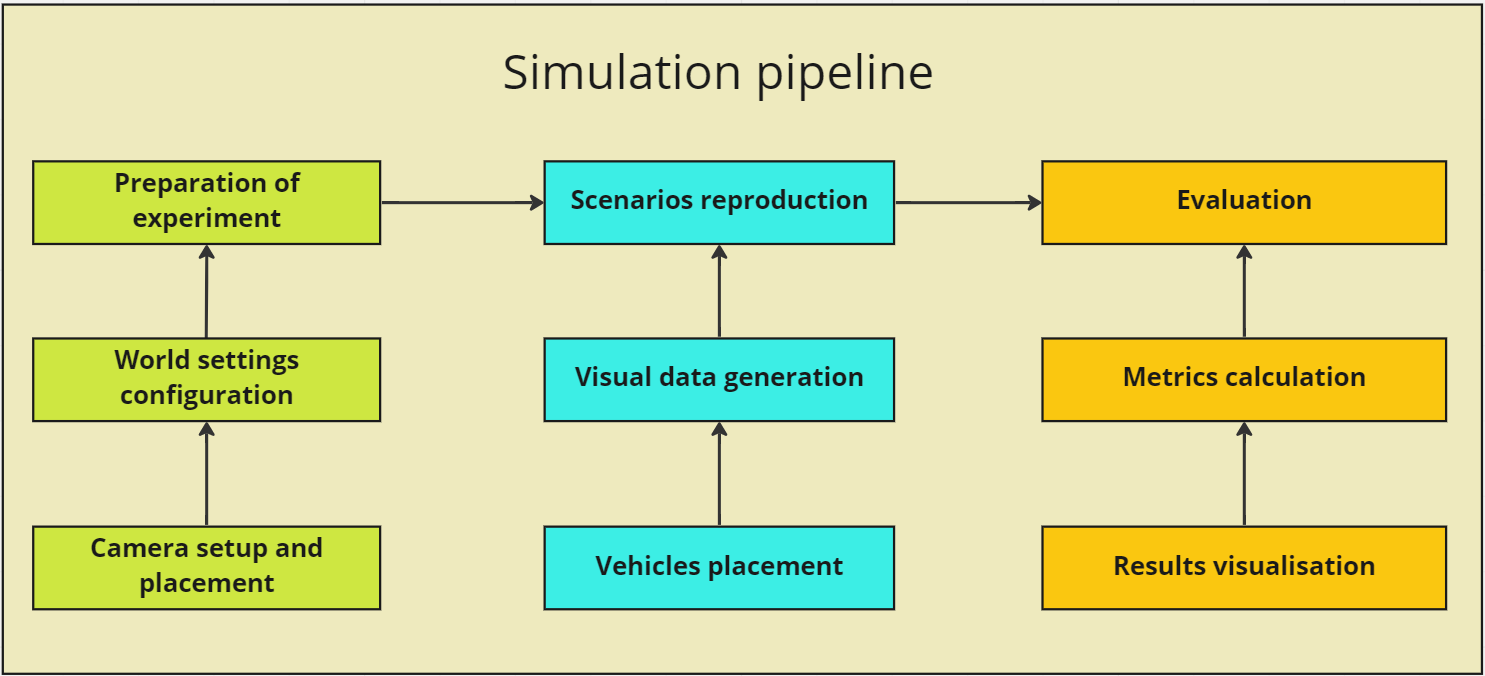 Simulation pipeline
Preparation of
experiment
Scenarios reproduction
Evaluation
World settings
configuration
Visual data generation
Metrics calculation
Camera setup and
placement
Vehicles placement
Results visualisation